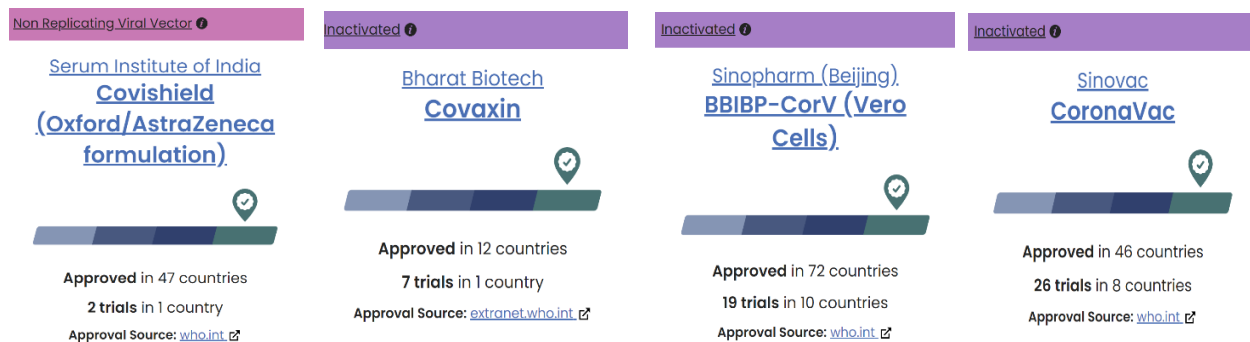 Non Replicating Viral Vector
Serum Institute of India
Covishield
(Oxford/AstraZeneca
formulation)
Approved in 47 countries
2 trials in 1 country
Approval Source: who.int
Inactivated
Bharat Biotech
Covaxin
Approved in 12 countries
7 trials in 1 country
Approval Source: extranet.who.int
Inactivated
Sinopharm (Beijing)
BBIBP-CorV (Vero
Cells)
Approved in 72 countries
19 trials in 10 countries
Approval Source: who.int
Inactivated
Sinovac
CoronaVac
Approved in 46 countries
26 trials in 8 countries
Approval Source: who.int